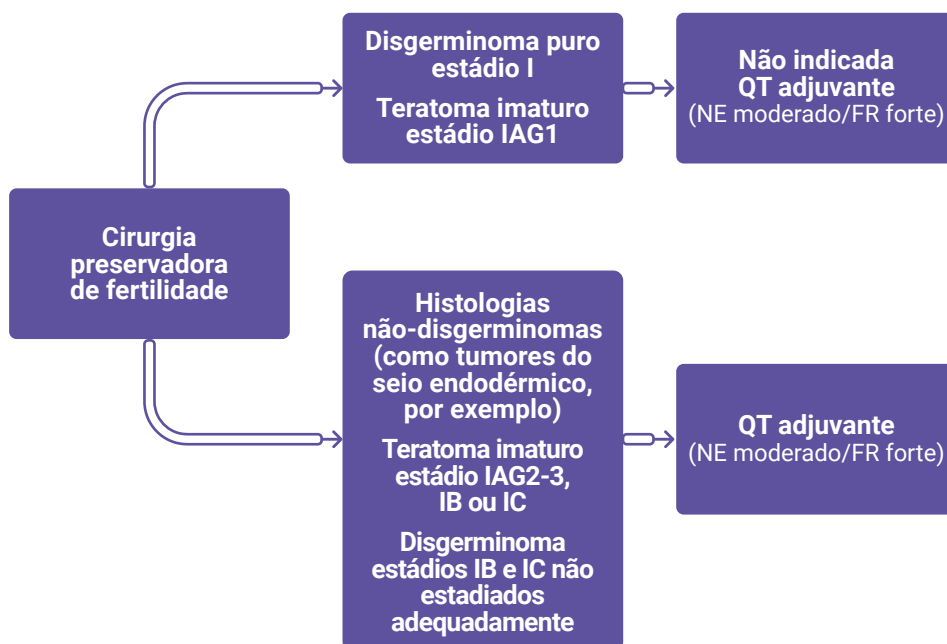 Cirurgia
preservadora
de fertilidade
Disgerminoma puro
estádio I
Teratoma imaturo
estádio IAG1
Não indicada
QT adjuvante
(NE moderado/FR forte)
Histologias
não-disgerminomas
(como tumores do
seio endodérmico,
por exemplo)
Teratoma imaturo
estádio IAG2-3,
IB ou IC
Disgerminoma
estádios IB e IC não
estadiados
adequadamente
QT adjuvante
(NE moderado/FR forte)